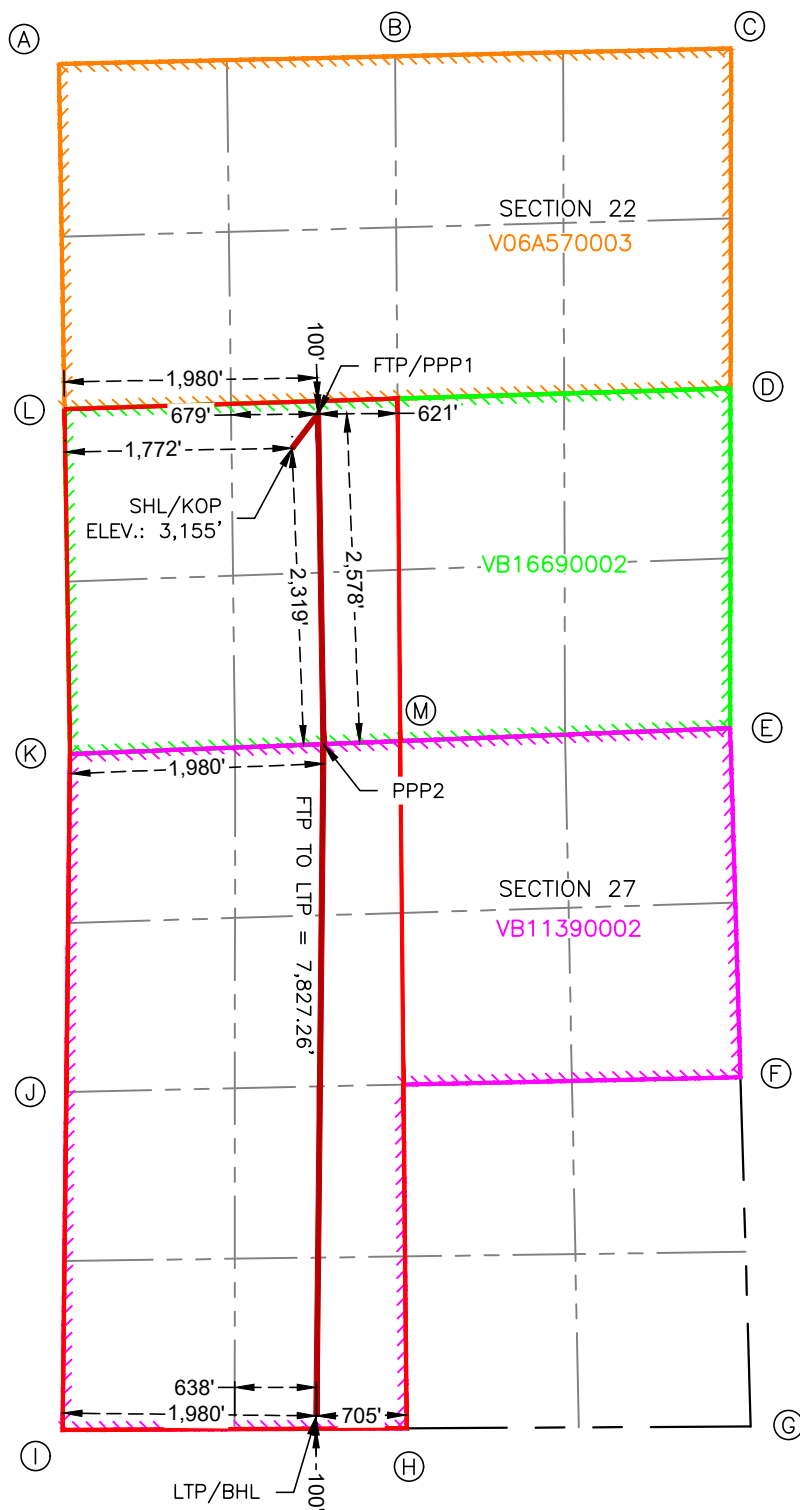 A
B
C
SECTION 22
V06A570003
100'
FTP/PPP1
1,980'
D
L
679'
621'
1,772'
SHL/KOP
ELEV.: 3,155'
2,319'
2,578'
VB16690002
M
E
K
1,980'
PPP2
FTP TO LTP = 7,827.26'
SECTION 27
VB11390002
F
J
638'
1,980'
705'
G
I
H
LTP/BHL
100'